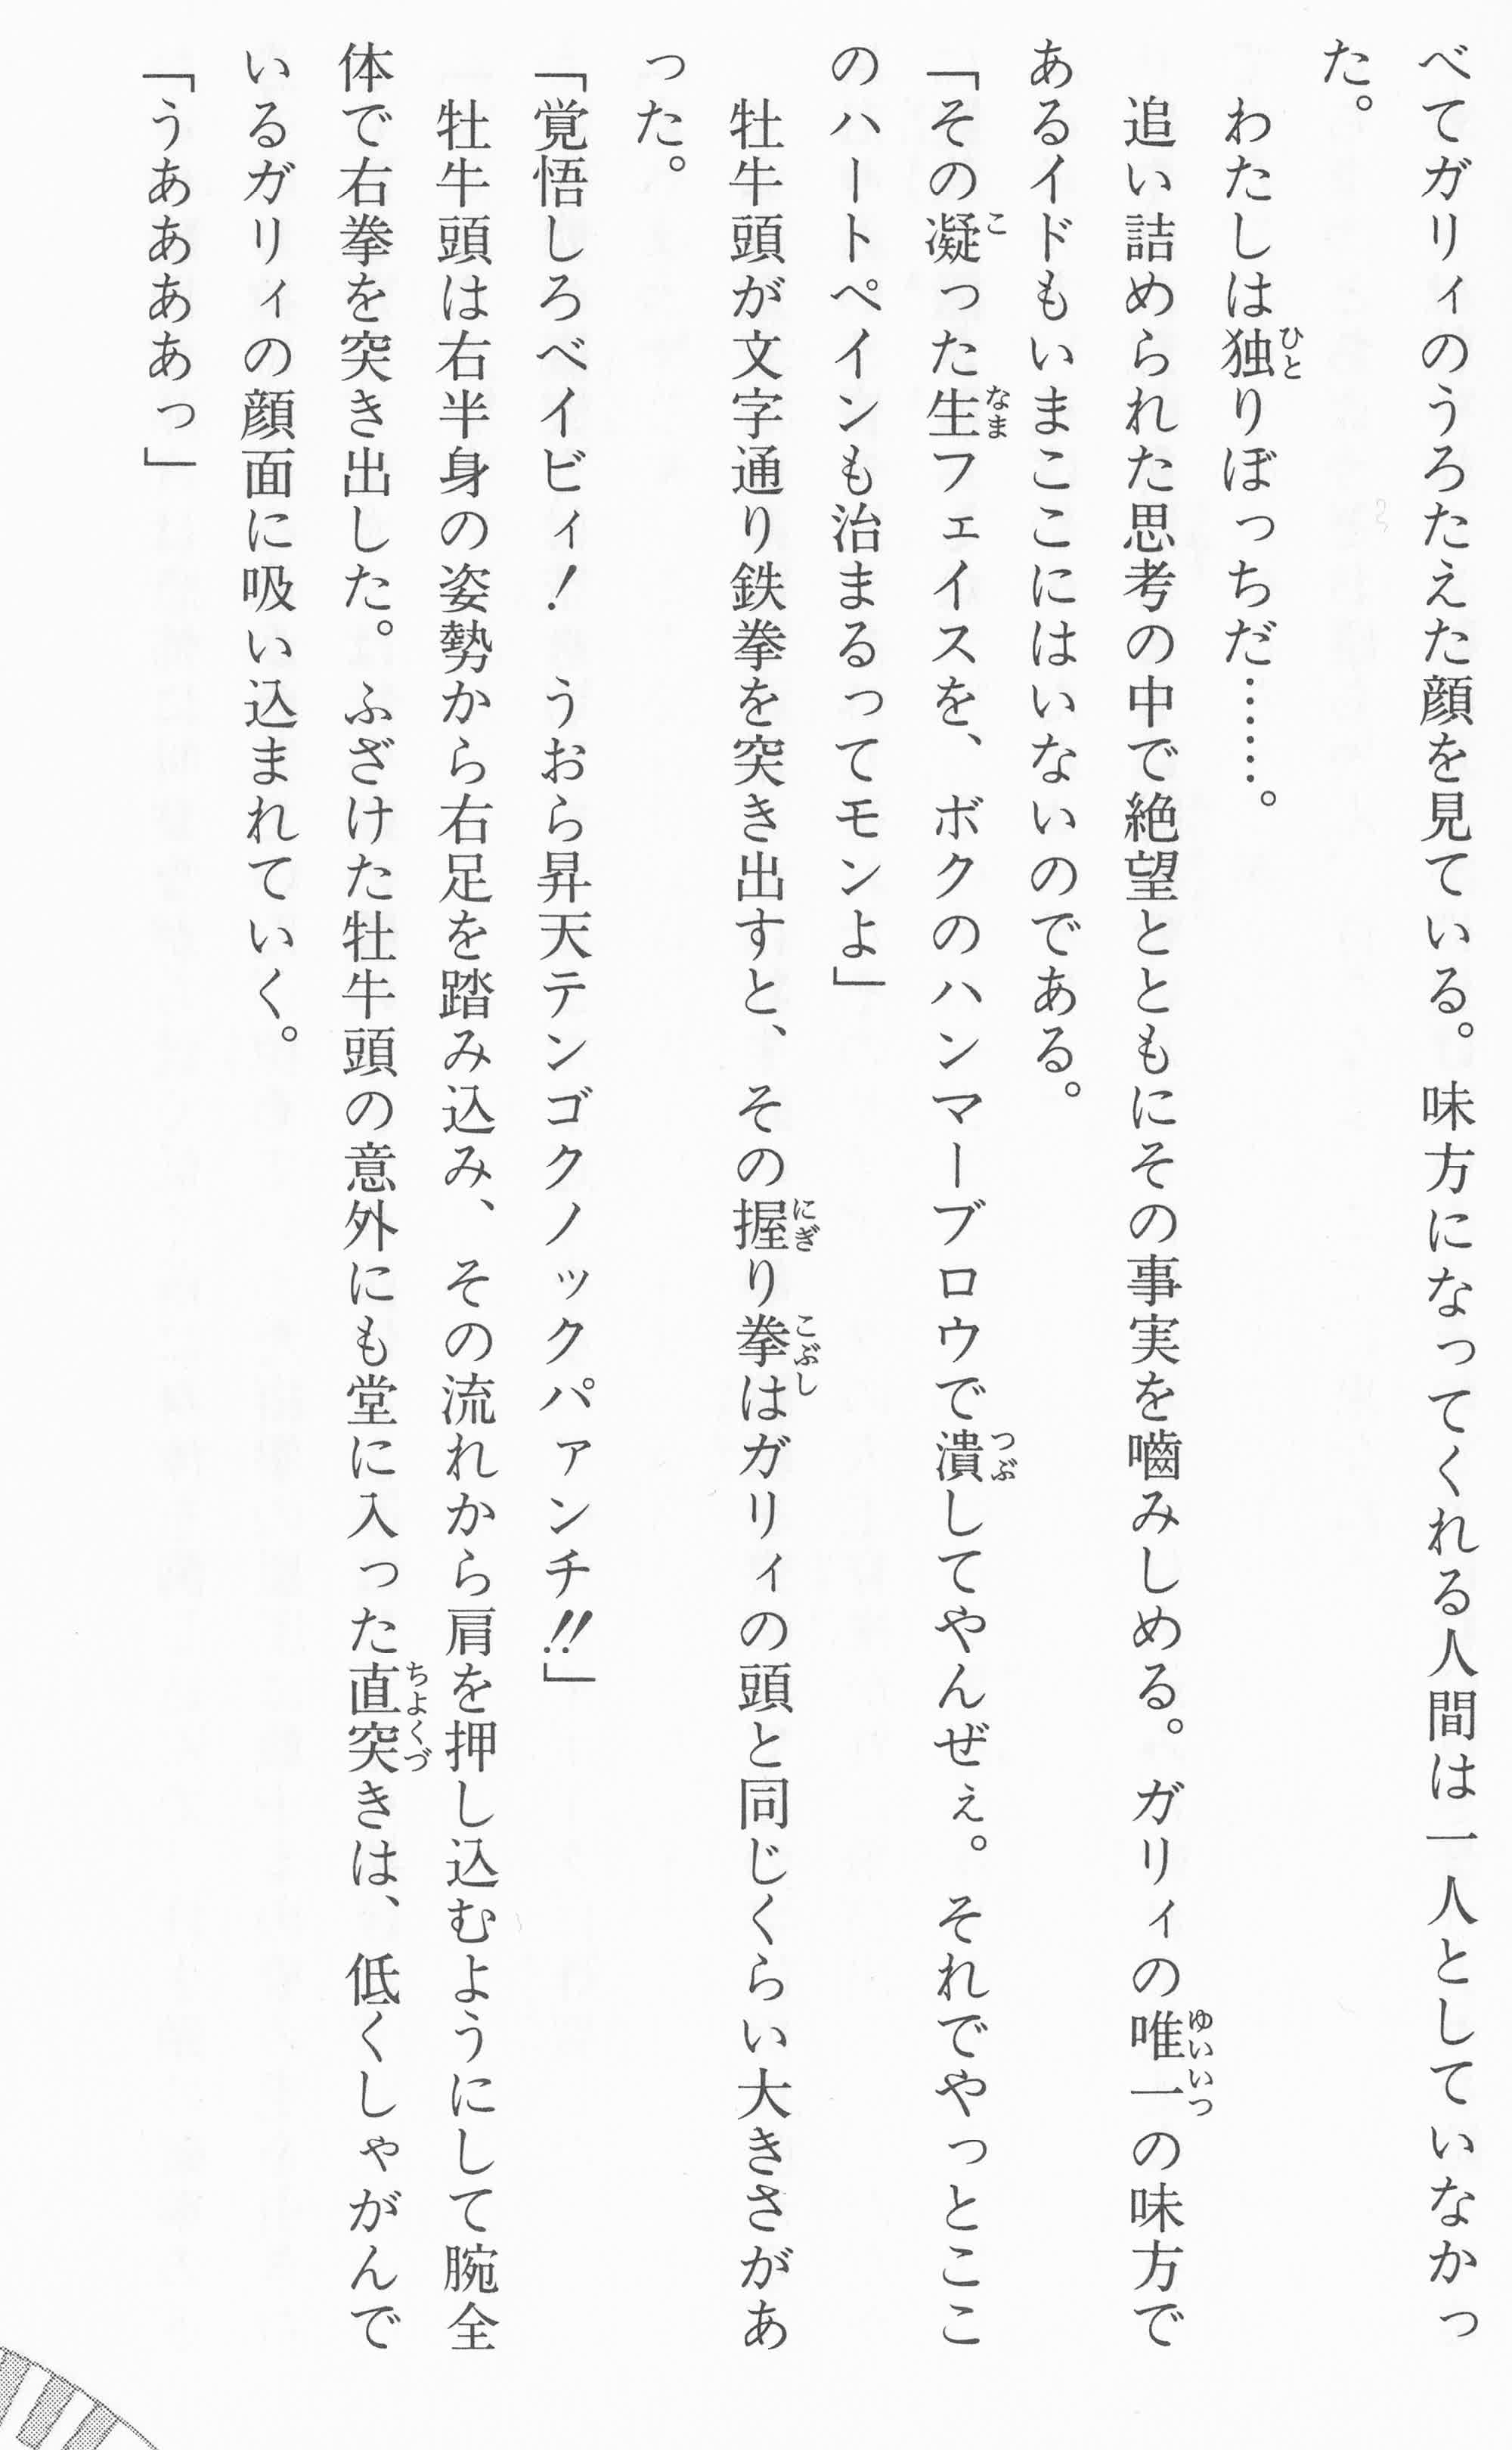 べてガリィのうろたえた顔を見ている。味方になってくれる人間は一人としていなかっ
た。
　わたしは独りぼっちだ……。
　追い詰められた思考の中で絶望とともにその事実を嚙みしめる。ガリィの唯一の味方で
あるイドもいまここにはいないのである。
「その凝った生フェイスを、ボクのハンマーブロウで潰してやんぜぇ。それでやっとここ
のハートペインも治まるってモンよ」
　牡牛頭が文字通り鉄拳を突き出すと、その握り拳はガリィの頭と同じくらい大きさがあ
った。
「覚悟しろベイビィ！　うおら昇天テンゴクノックパァンチ!!」
　牡牛頭は右半身の姿勢から右足を踏み込み、その流れから肩を押し込むようにして腕全
体で右拳を突き出した。ふざけた牡牛頭の意外にも堂に入った直突きは、低くしゃがんで
いるガリィの顔面に吸い込まれていく。
「うああああっ」